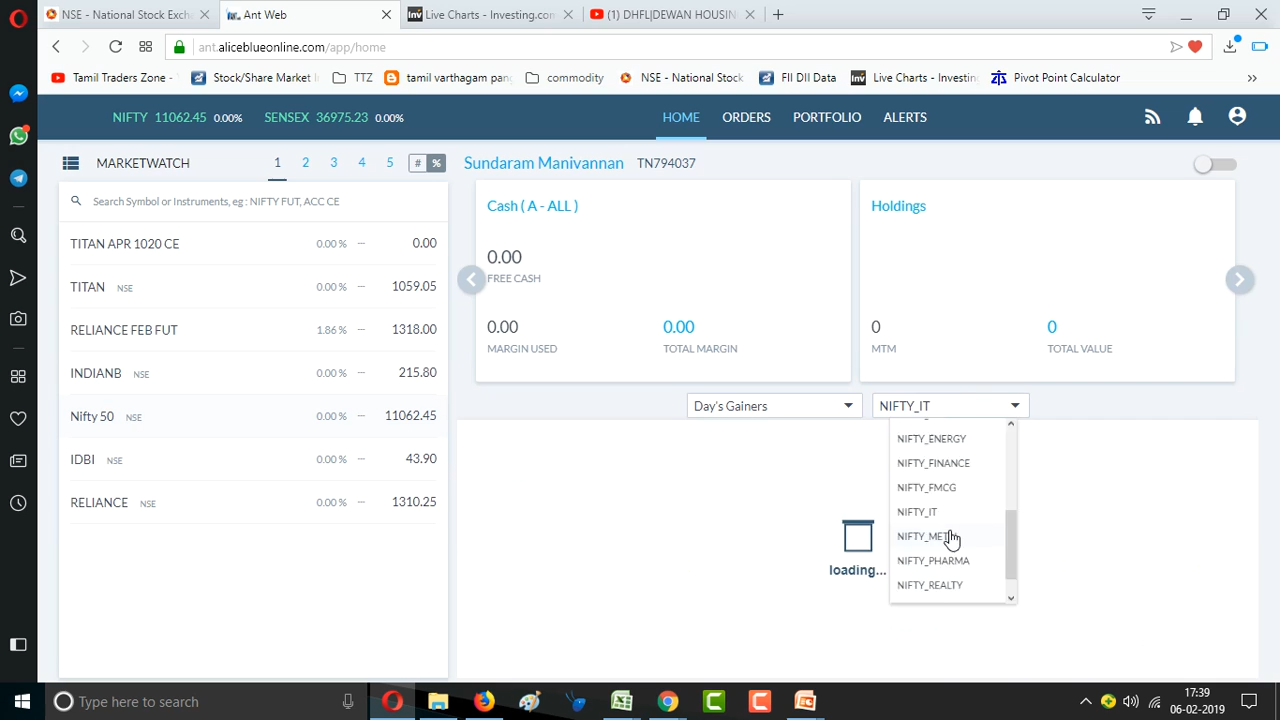 NSE - National Stock Exch
Ant Web
Live Charts - Investing.com
(1) DHFL|DEWAN HOUSIN
ant.aliceblueonline.com/app/home
Tamil Traders Zone -
Stock/Share Market
TTZ
tamil varthagam pan
commodity
NSE - National Stock
FII DII Data
Live Charts - Investin
Pivot Point Calculator
NIFTY 11062.45 0.00%
SENSEX 36975.23 0.00%
HOME
ORDERS
PORTFOLIO
ALERTS
MARKETWATCH
1 2 3 4 5 # %
Sundaram Manivannan TN794037
Search Symbol or Instruments, eg : NIFTY FUT, ACC CE
TITAN APR 1020 CE 0.00 % 0.00
TITAN NSE 0.00 % 1059.05
RELIANCE FEB FUT 1.86 % 1318.00
INDIANB NSE 0.00 % 215.80
Nifty 50 NSE 0.00 % 11062.45
IDBI NSE 0.00 % 43.90
RELIANCE NSE 0.00 % 1310.25
Cash ( A - ALL )
0.00
FREE CASH
0.00
MARGIN USED
0.00
TOTAL MARGIN
Holdings
0
MTM
0
TOTAL VALUE
Day's Gainers
NIFTY_IT
NIFTY_ENERGY
NIFTY_FINANCE
NIFTY_FMCG
NIFTY_IT
NIFTY_MET
NIFTY_PHARMA
NIFTY_REALTY
loading...
Type here to search
17:39
06-02-2019